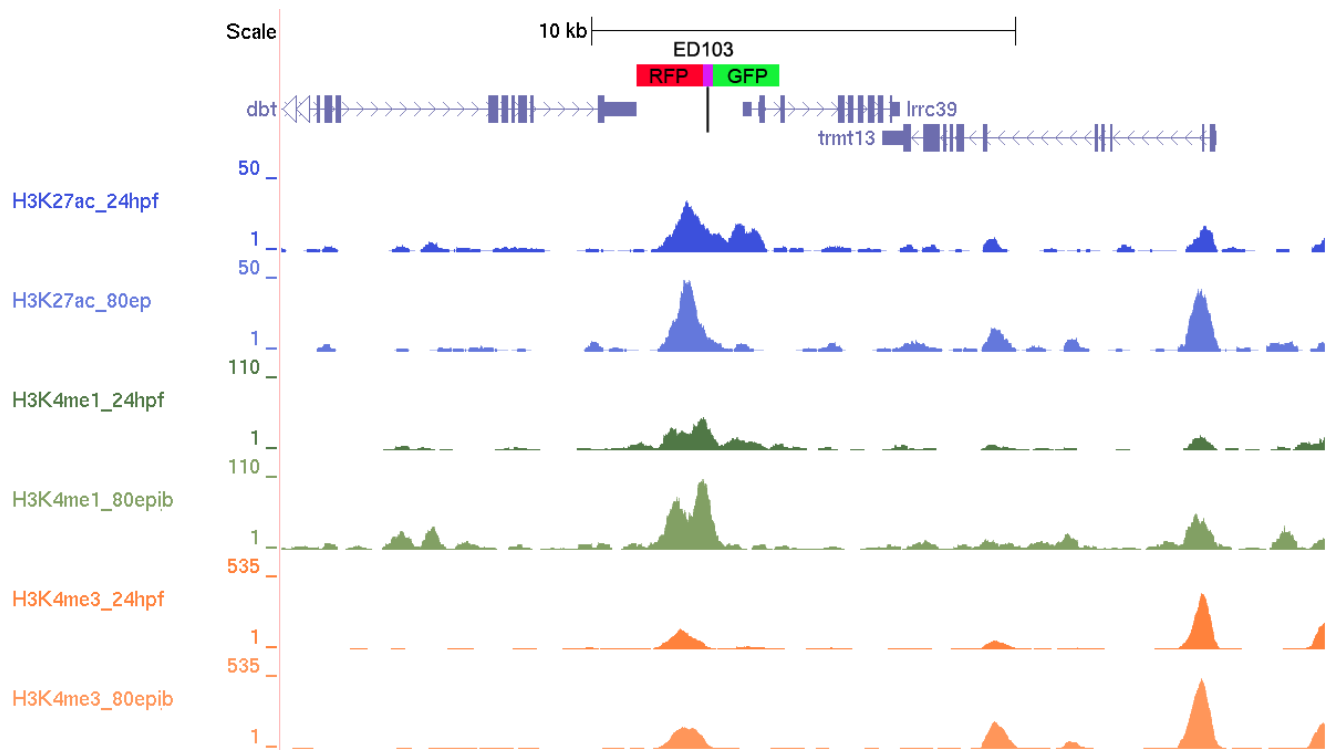 Scale
10 kb
ED103
RFP GFP
dbt
lrrc39
trmt13
50
H3K27ac_24hpf
1
50
H3K27ac_80ep
1
110
H3K4me1_24hpf
1
110
H3K4me1_80epib
1
535
H3K4me3_24hpf
1
535
H3K4me3_80epib
1